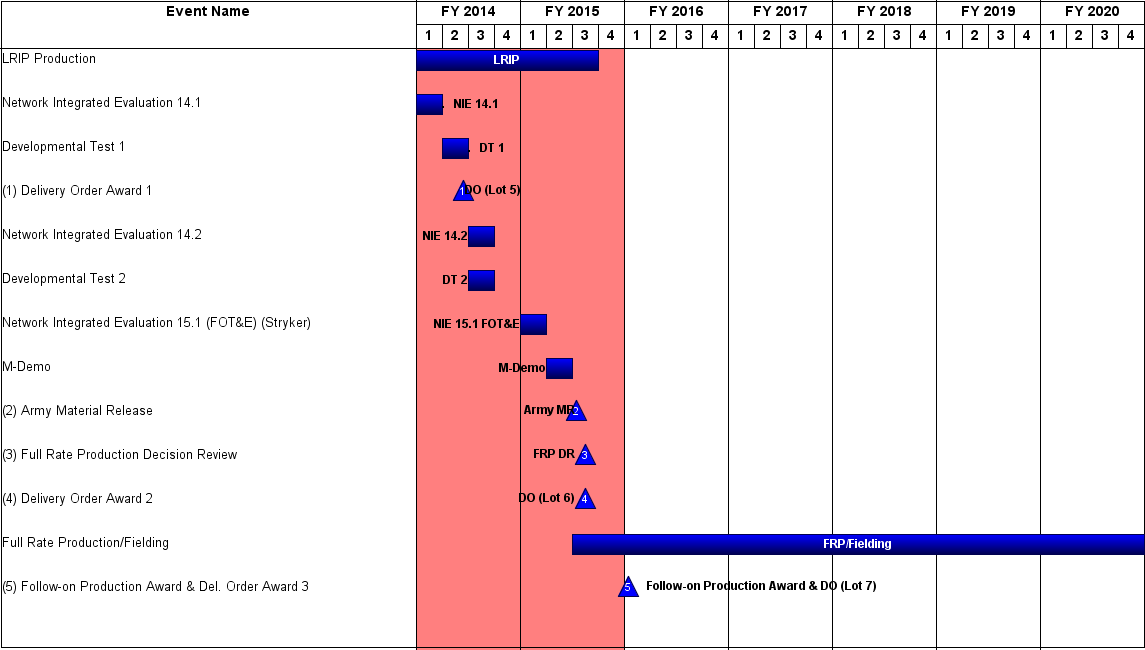 Event Name FY 2014 FY 2015 FY 2016 FY 2017 FY 2018 FY 2019 FY 2020
1 2 3 4 1 2 3 4 1 2 3 4 1 2 3 4 1 2 3 4 1 2 3 4 1 2 3 4
LRIP Production LRIP
Network Integrated Evaluation 14.1 NIE 14.1
Developmental Test 1 DT 1
(1) Delivery Order Award 1 1 DO (Lot 5)
Network Integrated Evaluation 14.2 NIE 14.2
Developmental Test 2 DT 2
Network Integrated Evaluation 15.1 (FOT&E) (Stryker) NIE 15.1 FOT&E
M-Demo M-Demo
(2) Army Material Release Army MR 2
(3) Full Rate Production Decision Review FRP DR 3
(4) Delivery Order Award 2 DO (Lot 6) 4
Full Rate Production/Fielding FRP/Fielding
(5) Follow-on Production Award & Del. Order Award 3 5 Follow-on Production Award & DO (Lot 7)